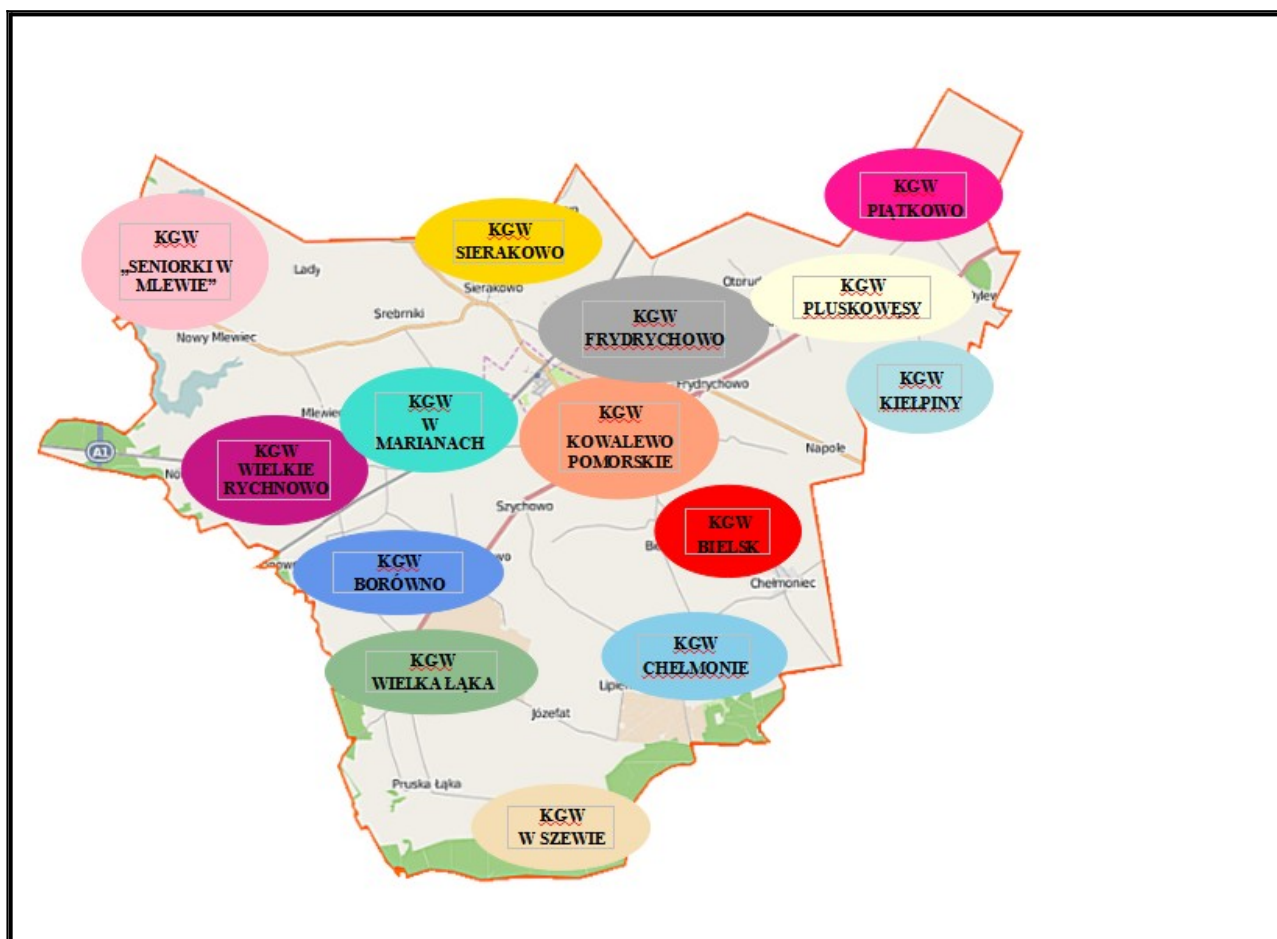 KGW
PIĄTKOWO
KGW
„SENIORKI W
MLEWIE”
KGW
SIERAKOWO
Lady
Sierakowo
Srebrniki
KGW
FRYDRYCHOWO
KGW
PLUSKOWĘSY
Nowy Mlewiec
KGW
KIEŁPINY
Frydrychowo
KGW
W
MARIANACH
KGW
KOWALEWO
POMORSKIE
Napole
A1
KGW
WIELKIE
RYCHNOWO
Szychowo
KGW
BIELSK
Chełmoniec
KGW
BORÓWNO
KGW
WIELKA ŁĄKA
KGW
CHEŁMONIE
Józefat
Pruska Łąka
KGW
W SZEWIE